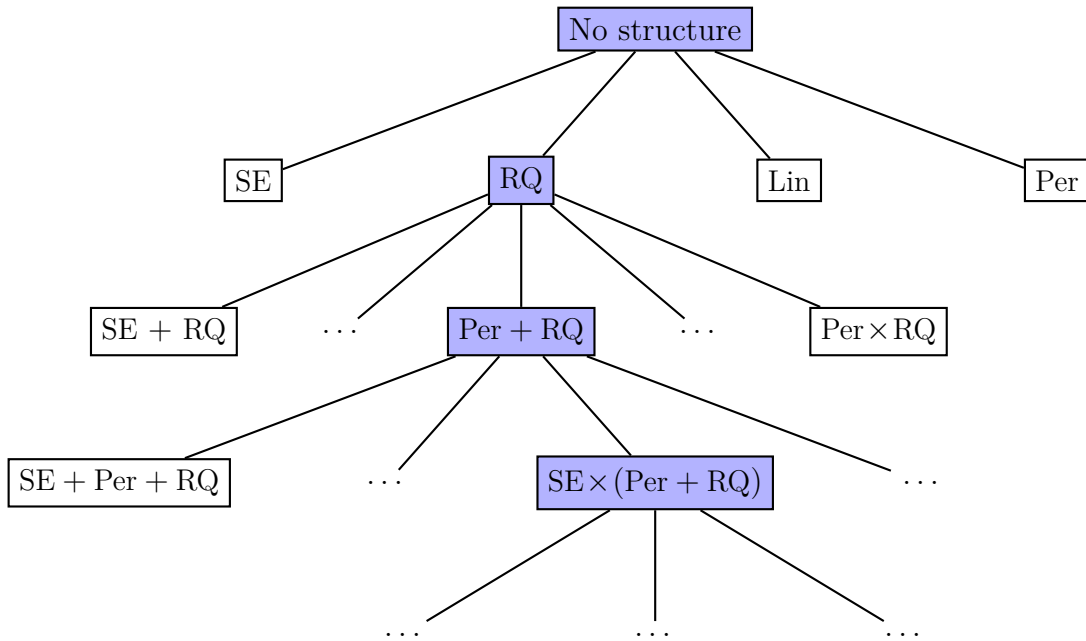 No structure
SE
RQ
Lin
Per
SE + RQ
...
Per + RQ
...
Per × RQ
SE + Per + RQ
...
SE × (Per + RQ)
...
...
...
...